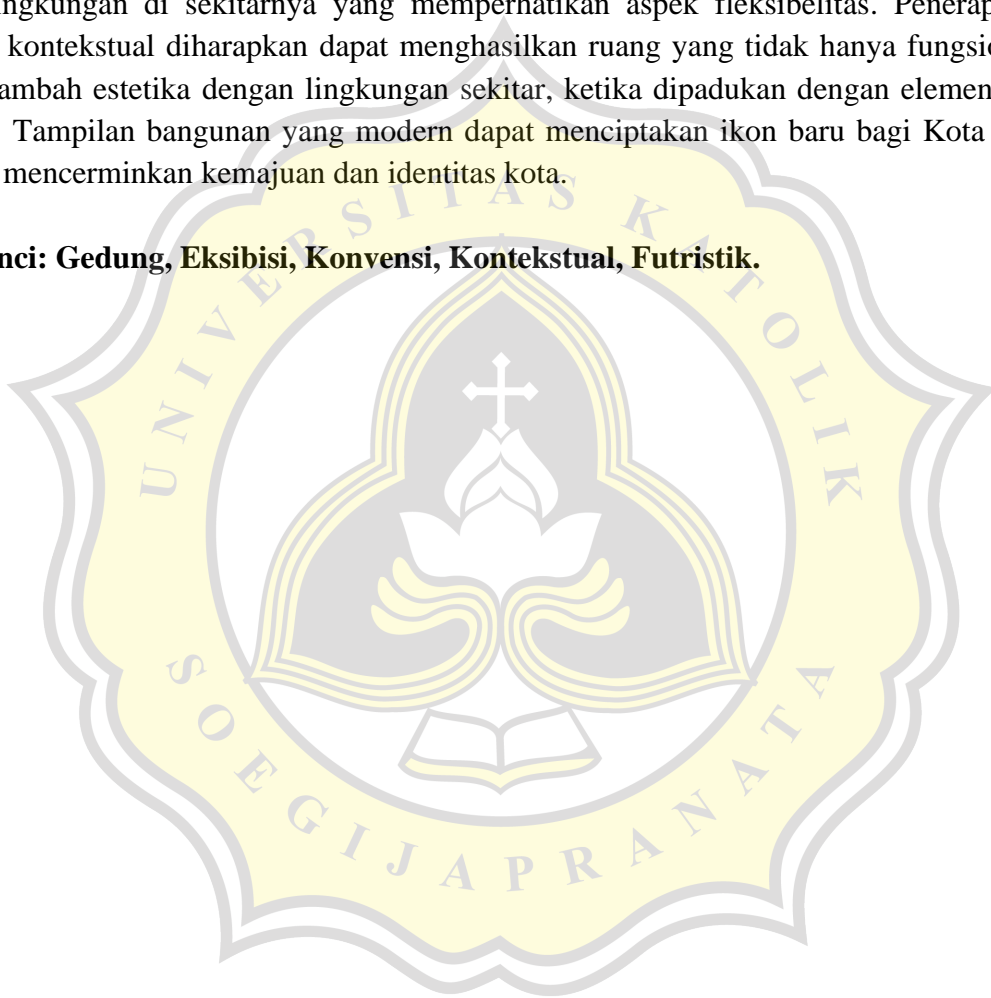 ngkungan di sekitarnya yang memperhatikan aspek fleksibelitas. Penerap
kontekstual diharapkan dapat menghasilkan ruang yang tidak hanya fungsio
ambah estetika dengan lingkungan sekitar, ketika dipadukan dengan elemen
Tampilan bangunan yang modern dapat menciptakan ikon baru bagi Kota
mencerminkan kemajuan dan identitas kota.
nci: Gedung, Eksibisi, Konvensi, Kontekstual, Futristik.
UNIVERSITAS KATOLIK
SOEGIJAPRANATA